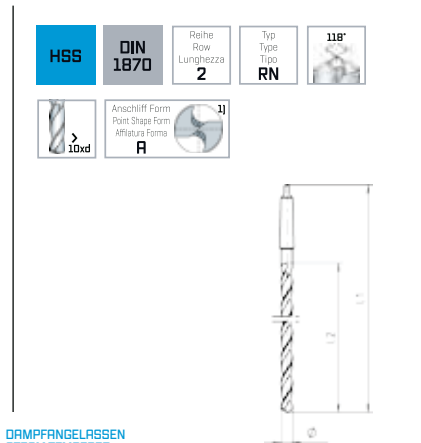 HSS
DIN
1870
Reihe
Row
Lunghezza
2
Typ
Type
Tipo
RN
118°
>
10xd
Anschliff Form
Point Shape Form
Affilatura Forma
A
1)
L1
L2
Ø
DAMPFANGELASSEN